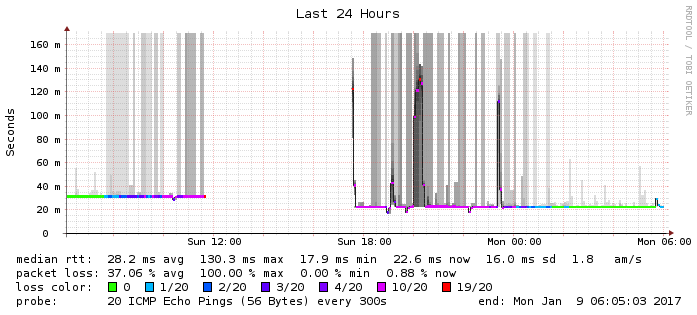 Last 24 Hours
RRDTOOL / TOBI OETIKER
Seconds
160 m
140 m
120 m
100 m
80 m
60 m
40 m
20 m
0
Sun 12:00 Sun 18:00 Mon 00:00 Mon 06:00
median rtt: 28.2 ms avg 130.3 ms max 17.9 ms min 22.6 ms now 16.0 ms sd 1.8 am/s
packet loss: 37.06 % avg 100.00 % max 0.00 % min 0.88 % now
loss color: 0 1/20 2/20 3/20 4/20 10/20 19/20
probe: 20 ICMP Echo Pings (56 Bytes) every 300s end: Mon Jan 9 06:05:03 2017